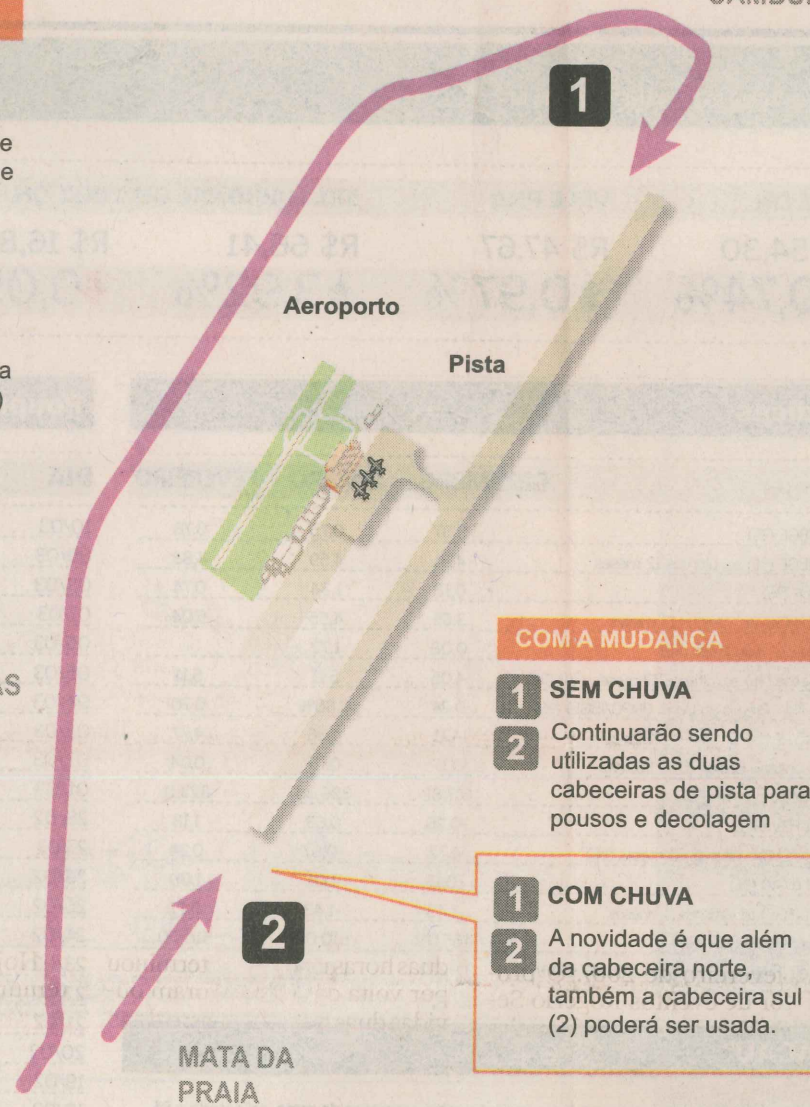 1
Aeroporto
Pista
COM A MUDANÇA
1 SEM CHUVA
2 Continuarão sendo
utilizadas as duas
cabeceiras de pista para
pousos e decolagem
1 COM CHUVA
2 A novidade é que além
da cabeceira norte,
também a cabeceira sul
(2) poderá ser usada.
2
MATA DA
PRAIA